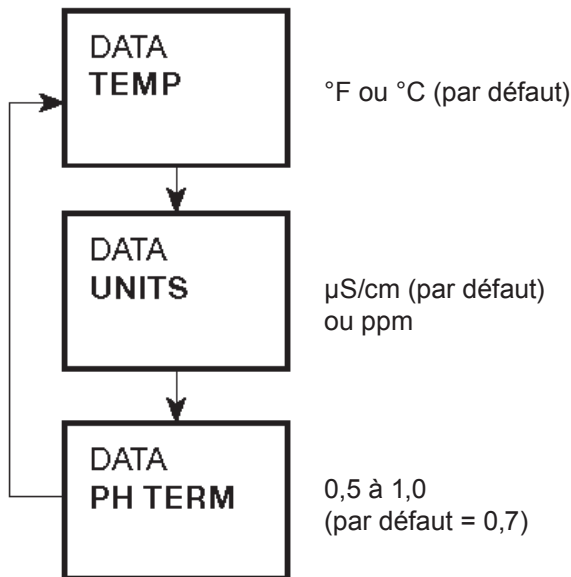 DATA
TEMP
°F ou °C (par défaut)
DATA
UNITS
µS/cm (par défaut)
ou ppm
DATA
PH TERM
0,5 à 1,0
(par défaut = 0,7)